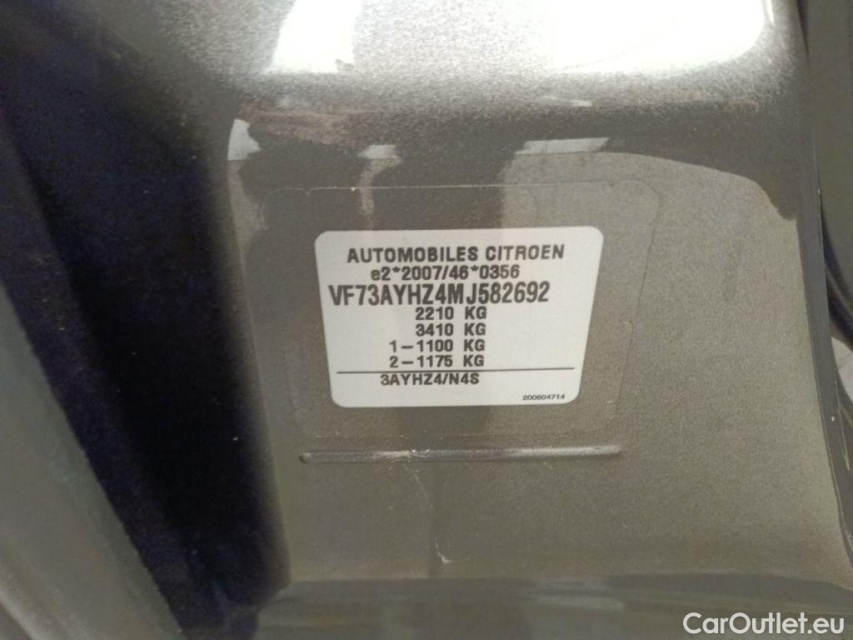 AUTOMOBILES CITROEN
e2*2007/46*0356
VF73AYHZ4MJ582692
2210 KG
3410 KG
1-1100 KG
2-1175 KG
3AYHZ4/N4S
200604714
CarOutlet.eu